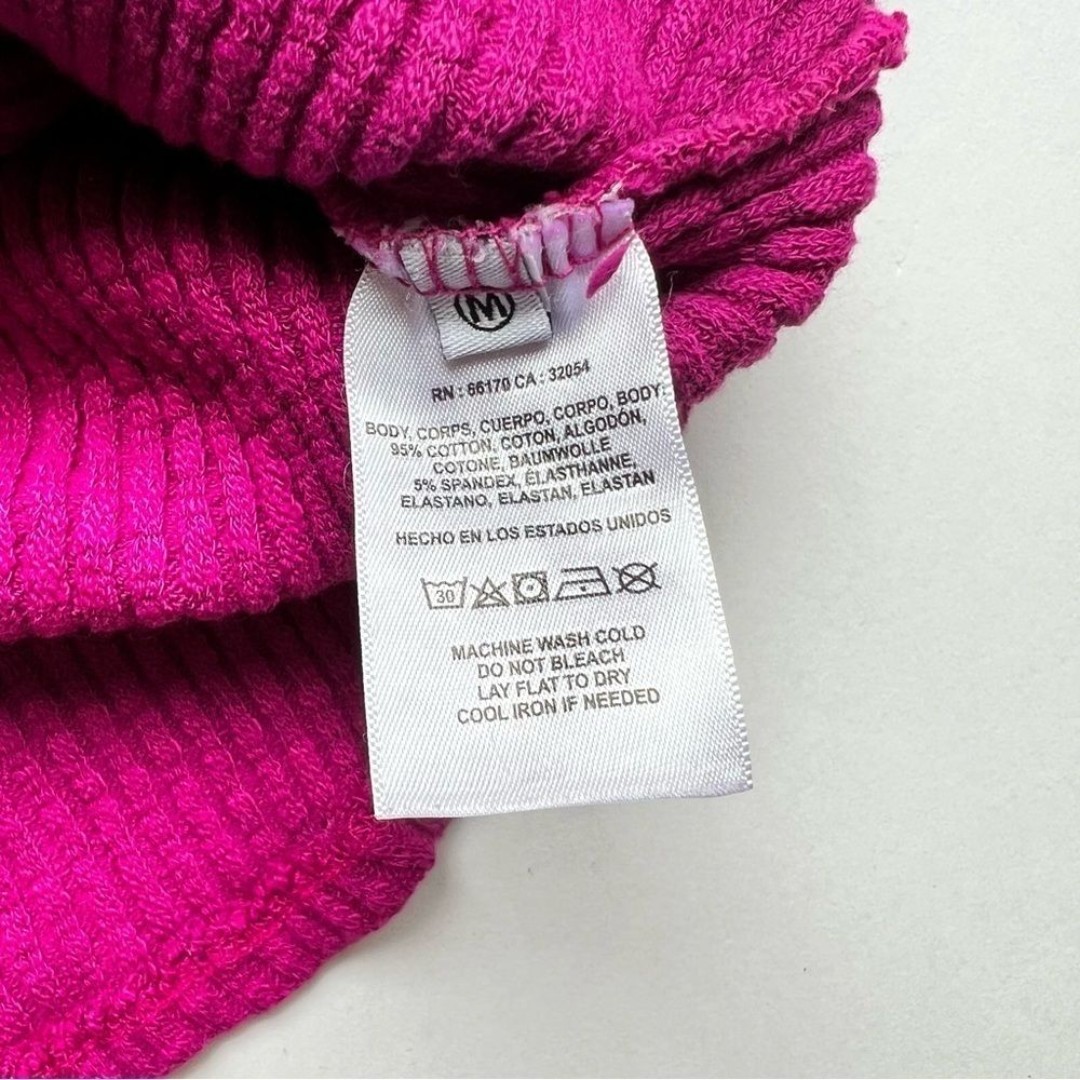 M
RN : 66170 CA : 32054
BODY, CORPS, CUERPO, CORPO, BODY
95% COTTON, COTON, ALGODÓN,
COTONE, BAUMWOLLE
5% SPANDEX, ÉLASTHANNE,
ELASTANO, ELASTAN, ELASTAN
HECHO EN LOS ESTADOS UNIDOS
30
MACHINE WASH COLD
DO NOT BLEACH
LAY FLAT TO DRY
COOL IRON IF NEEDED